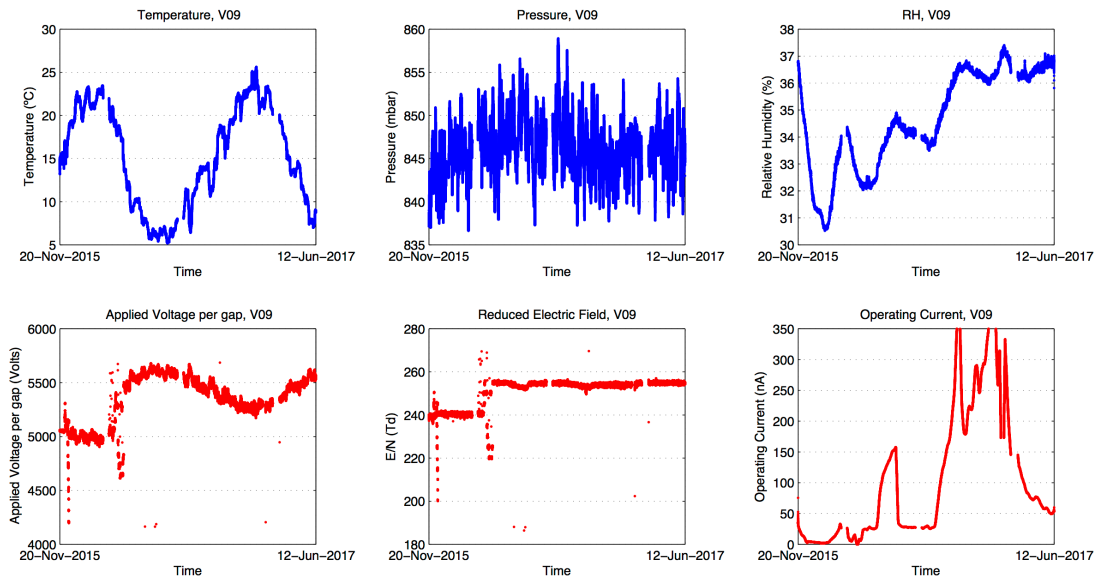 Temperature, V09
30
25
20
15
10
5
Temperature (ºC)
20–Nov–2015
12–Jun–2017
Time
Pressure, V09
860
855
850
845
840
835
Pressure (mbar)
20–Nov–2015
12–Jun–2017
Time
RH, V09
38
37
36
35
34
33
32
31
30
Relative Humidity (%)
20–Nov–2015
12–Jun–2017
Time
Applied Voltage per gap, V09
6000
5500
5000
4500
4000
Applied Voltage per gap (Volts)
20–Nov–2015
12–Jun–2017
Time
Reduced Electric Field, V09
280
260
240
220
200
180
E/N (Td)
20–Nov–2015
12–Jun–2017
Time
Operating Current, V09
350
300
250
200
150
100
50
0
Operating Current (nA)
20–Nov–2015
12–Jun–2017
Time